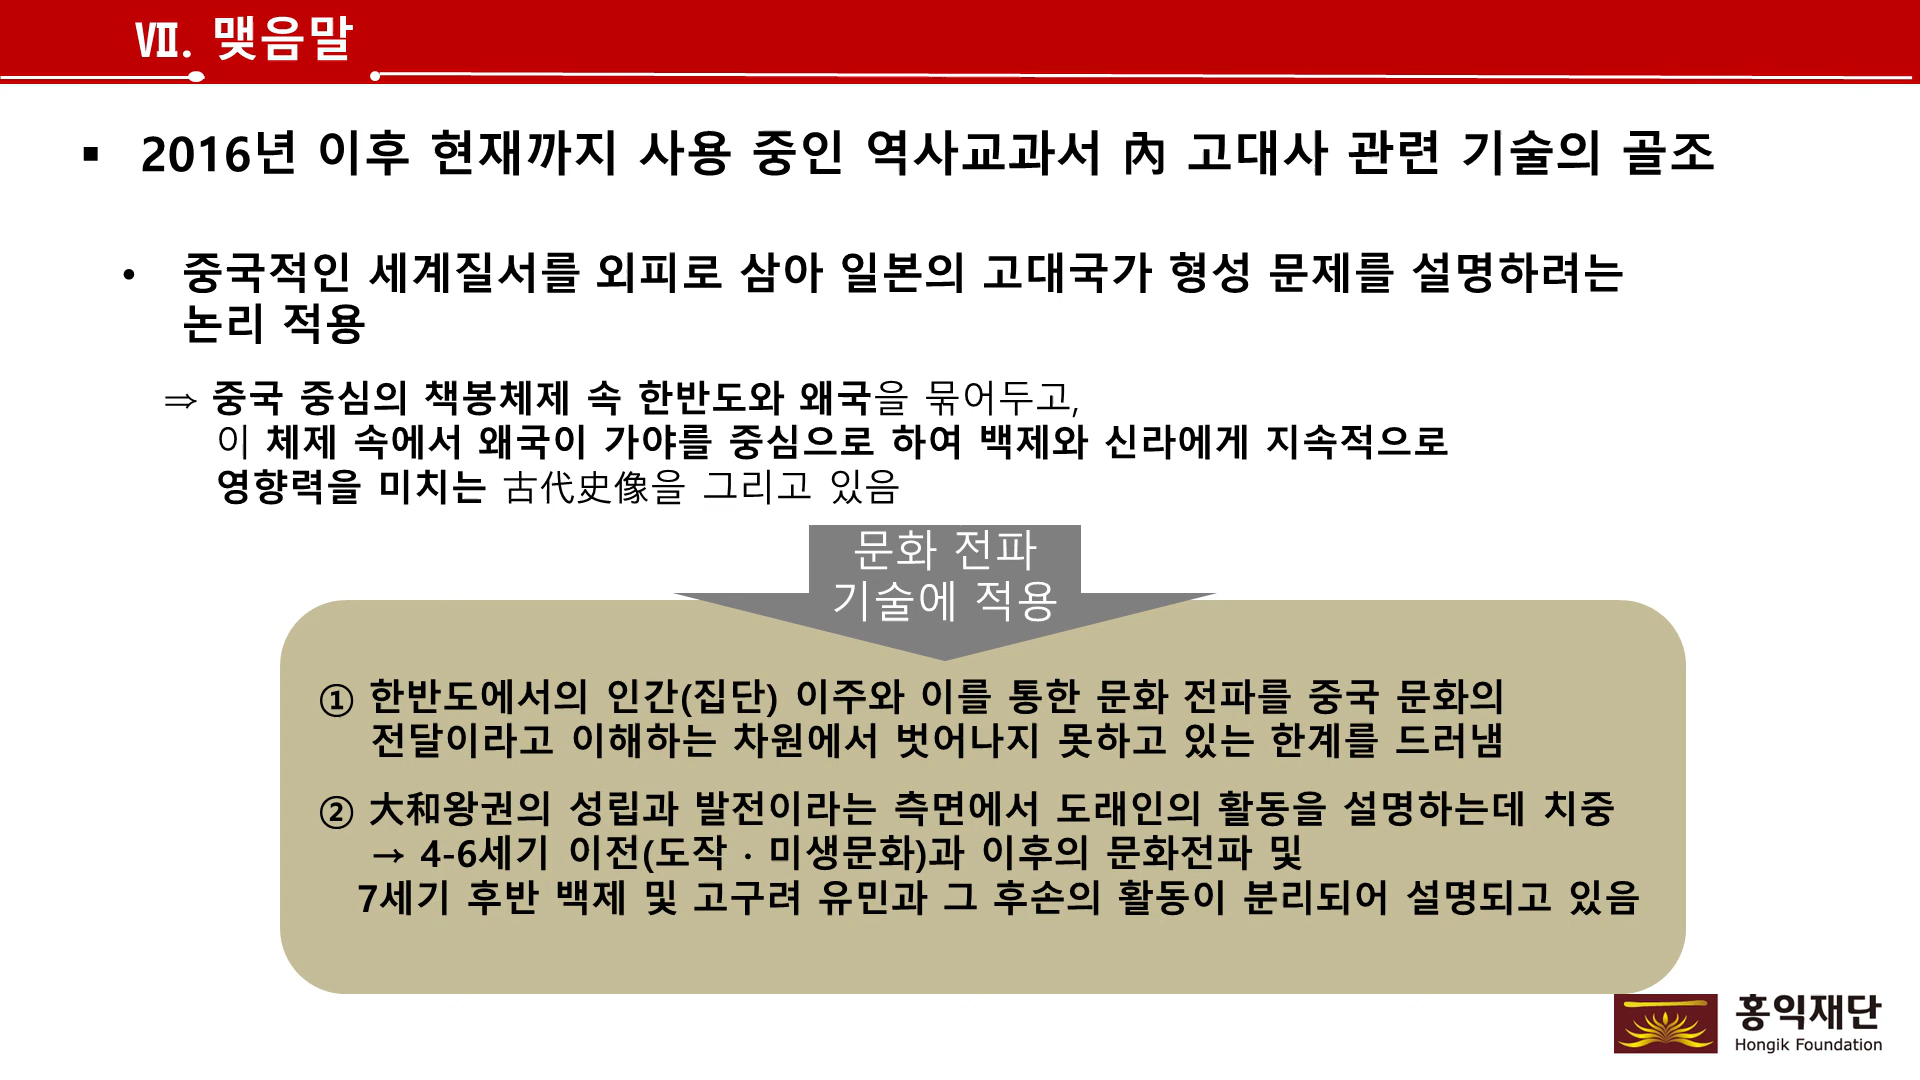 Ⅶ. 맺음말
▪ 2016년 이후 현재까지 사용 중인 역사교과서 內 고대사 관련 기술의 골조
• 중국적인 세계질서를 외피로 삼아 일본의 고대국가 형성 문제를 설명하려는
논리 적용
⇒ 중국 중심의 책봉체제 속 한반도와 왜국을 묶어두고,
이 체제 속에서 왜국이 가야를 중심으로 하여 백제와 신라에게 지속적으로
영향력을 미치는 古代史像을 그리고 있음
문화 전파
기술에 적용
① 한반도에서의 인간(집단) 이주와 이를 통한 문화 전파를 중국 문화의
전달이라고 이해하는 차원에서 벗어나지 못하고 있는 한계를 드러냄
② 大和왕권의 성립과 발전이라는 측면에서 도래인의 활동을 설명하는데 치중
→ 4-6세기 이전(도작 · 미생문화)과 이후의 문화전파 및
7세기 후반 백제 및 고구려 유민과 그 후손의 활동이 분리되어 설명되고 있음
홍익재단
Hongik Foundation